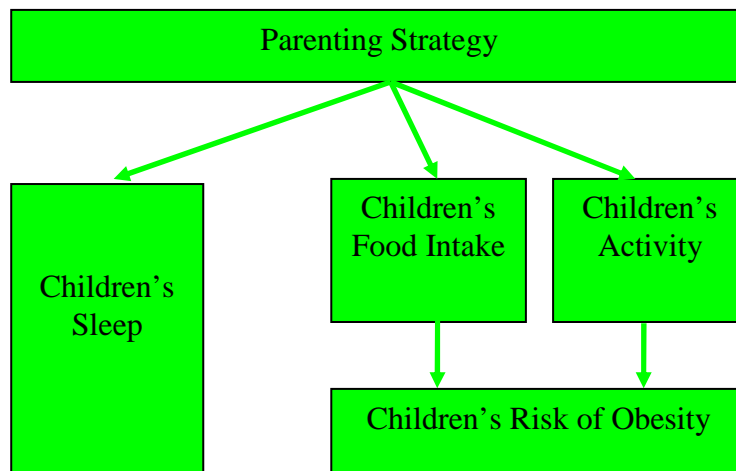 Parenting Strategy
Children’s
Sleep
Children’s
Food Intake
Children’s
Activity
Children’s Risk of Obesity